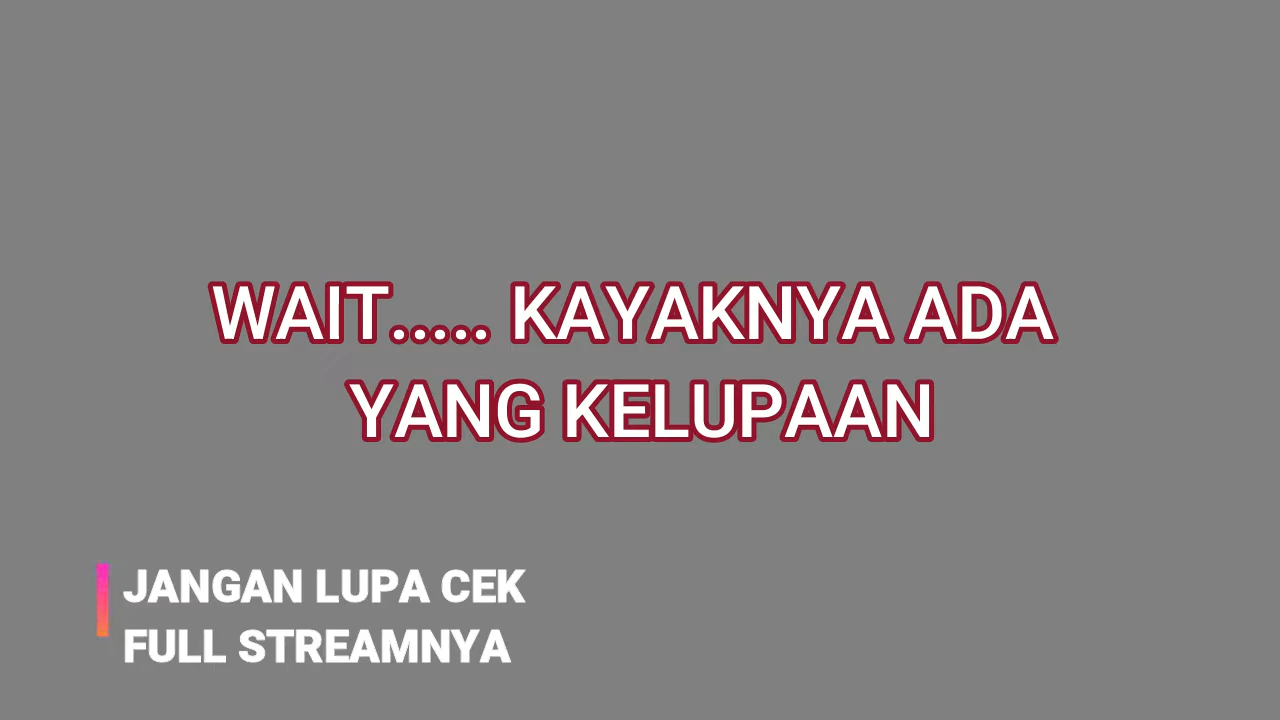 WAIT..... KAYAKNYA ADA
YANG KELUPAAN
JANGAN LUPA CEK
FULL STREAMNYA